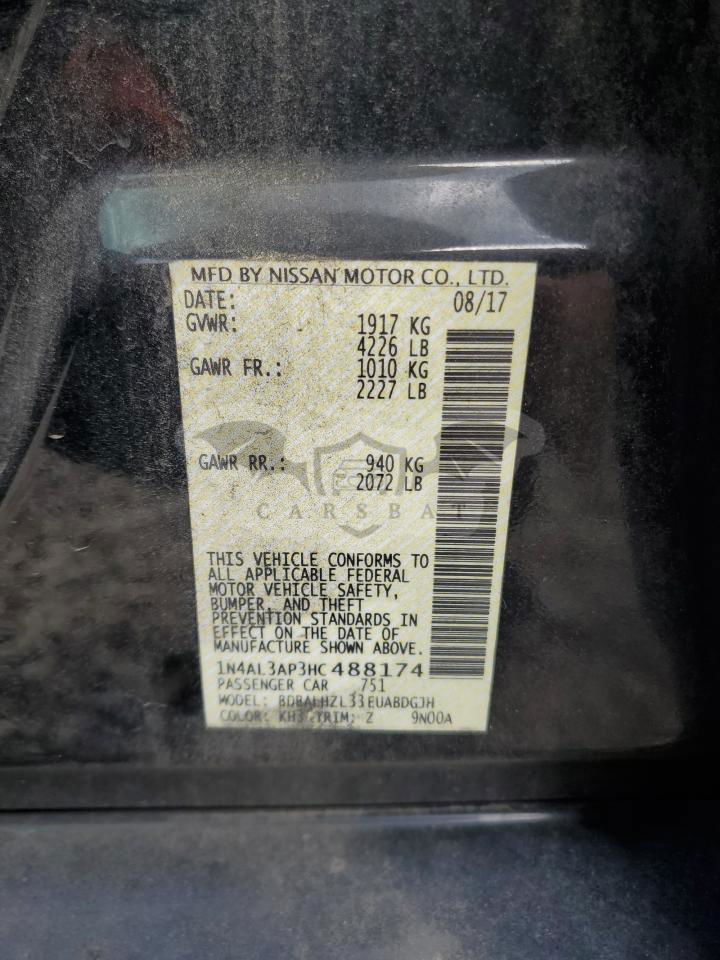 MFD BY NISSAN MOTOR CO., LTD.
DATE: 08/17
GVWR: 1917 KG
4226 LB
GAWR FR.: 1010 KG
2227 LB
GAWR RR.: 940 KG
2072 LB
CARSBAT
THIS VEHICLE CONFORMS TO
ALL APPLICABLE FEDERAL
MOTOR VEHICLE SAFETY,
BUMPER, AND THEFT
PREVENTION STANDARDS IN
EFFECT ON THE DATE OF
MANUFACTURE SHOWN ABOVE.
1N4AL3AP3HC488174
PASSENGER CAR 751
MODEL: BDBALHZL33EUABDGJH
COLOR: KH3 TRIM: Z 9N00A